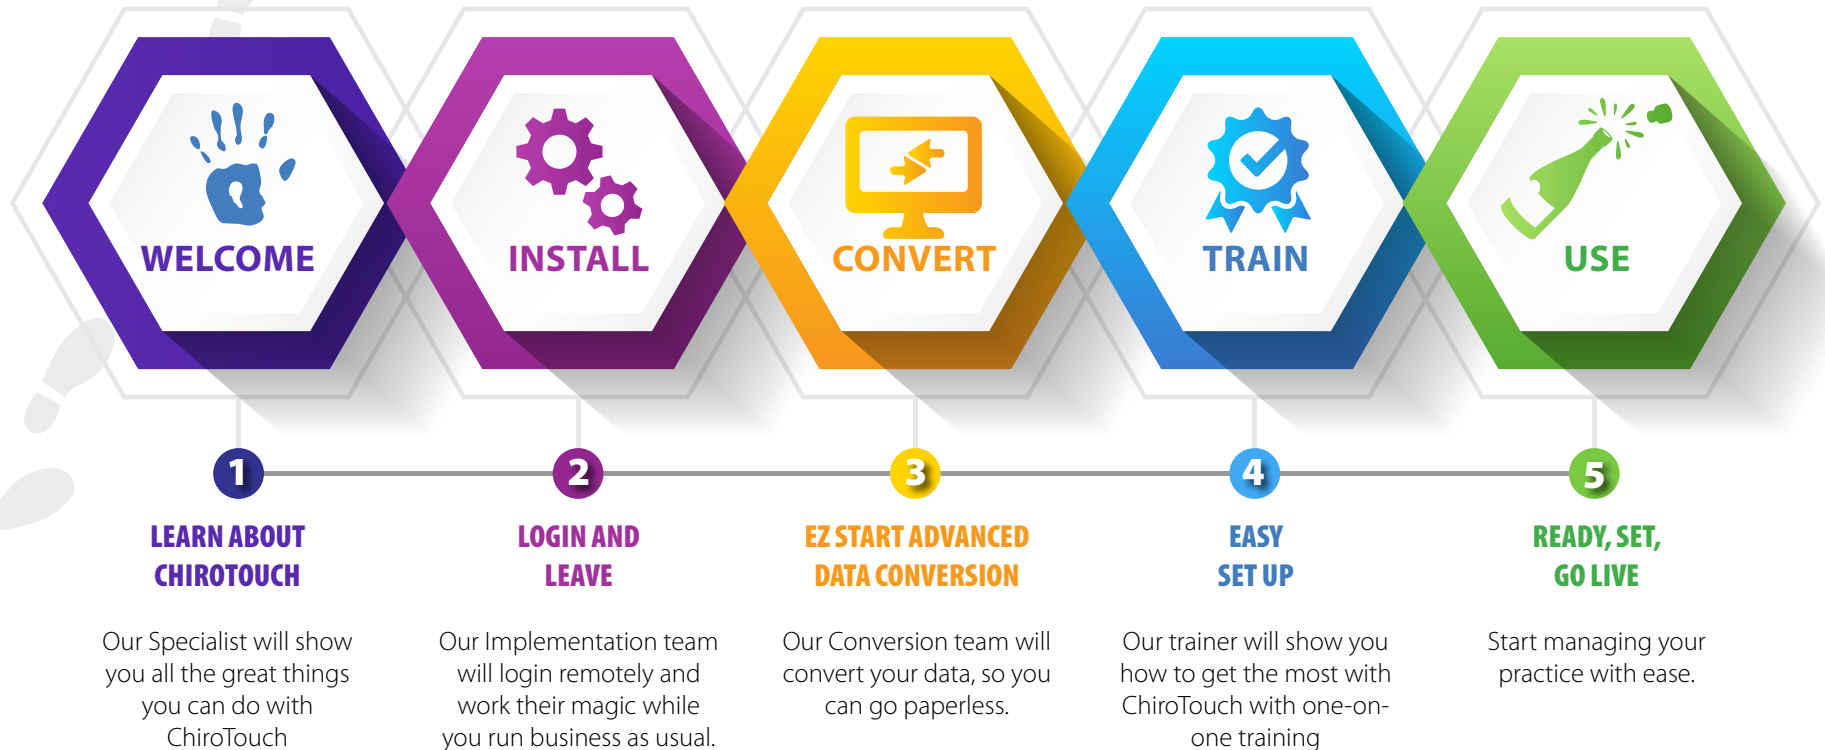 WELCOME
INSTALL
CONVERT
TRAIN
USE
1
2
3
4
5
LEARN ABOUT
CHIROTOUCH
LOGIN AND
LEAVE
EZ START ADVANCED
DATA CONVERSION
EASY
SET UP
READY, SET,
GO LIVE
Our Specialist will show
you all the great things
you can do with
ChiroTouch
Our Implementation team
will login remotely and
work their magic while
you run business as usual.
Our Conversion team will
convert your data, so you
can go paperless.
Our trainer will show you
how to get the most with
ChiroTouch with one-on-
one training
Start managing your
practice with ease.